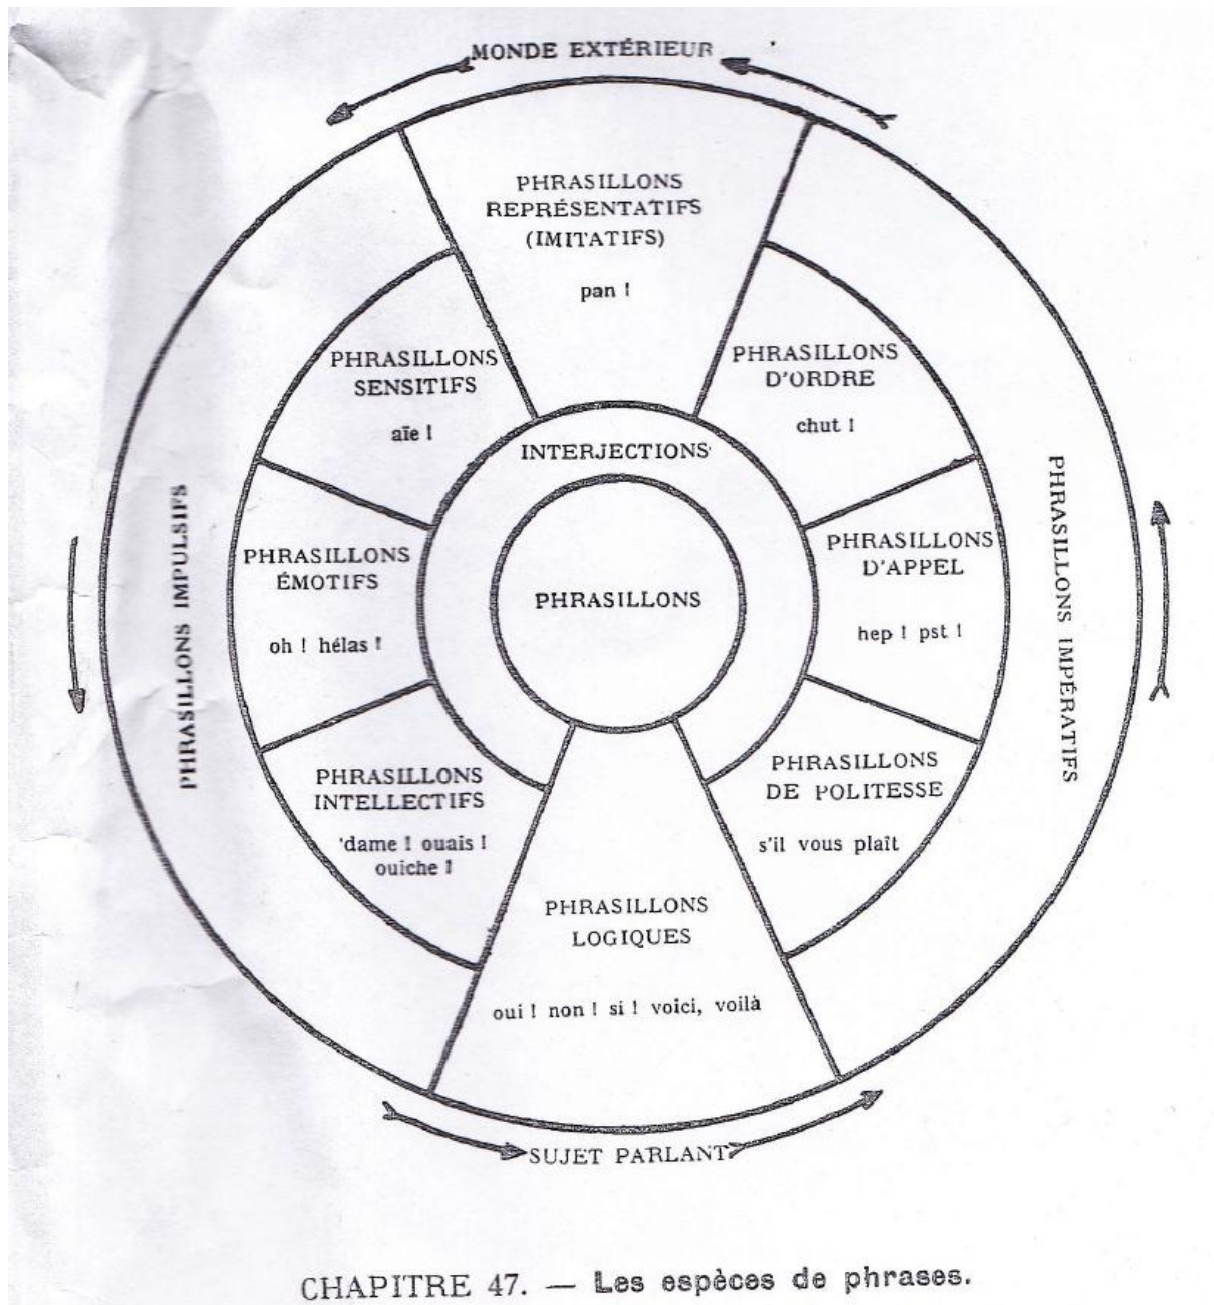 MONDE EXTÉRIEUR
PHRASILLONS
REPRÉSENTATIFS
(IMITATIFS)
pan !
PHRASILLONS
SENSITIFS
aïe !
PHRASILLONS
D'ORDRE
chut !
INTERJECTIONS
PHRASILLONS IMPULSIFS
PHRASILLONS
ÉMOTIFS
oh ! hélas !
PHRASILLONS
PHRASILLONS
D'APPEL
hep ! pst !
PHRASILLONS IMPÉRATIFS
PHRASILLONS
INTELLECTIFS
'dame ! ouais !
ouiche !
PHRASILLONS
DE POLITESSE
s'il vous plaît
PHRASILLONS
LOGIQUES
oui ! non ! si ! voici, voilà
SUJET PARLANT
CHAPITRE 47. — Les espèces de phrases.